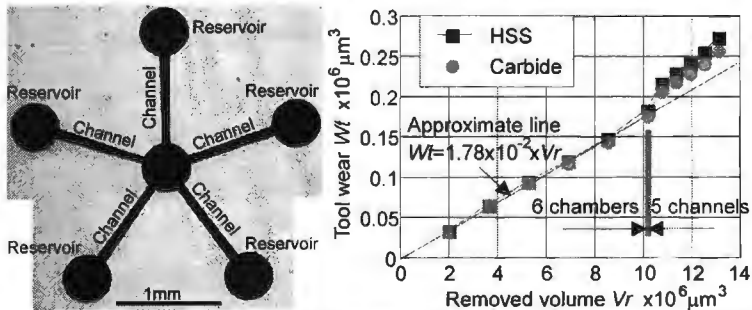 Reservoir
Channel
Reservoir
Reservoir
Channel
Channel
Channel
Channel
Reservoir
Reservoir
1mm
Tool wear Wt x10⁶μm³
0.3
0.25
0.2
0.15
0.1
0.05
0
HSS
Carbide
Approximate line
Wt=1.78x10⁻²xVr
6 chambers
5 channels
0 2 4 6 8 10 12 14
Removed volume Vr x10⁶μm³